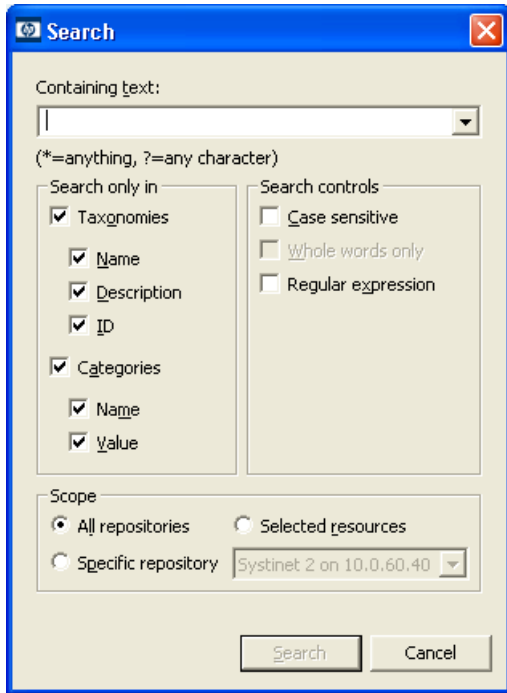 Search
Containing text:
(*=anything, ?=any character)
Search only in
Taxonomies
Name
Description
ID
Categories
Name
Value
Search controls
Case sensitive
Whole words only
Regular expression
Scope
All repositories
Selected resources
Specific repository
Systinet 2 on 10.0.60.40
Search
Cancel